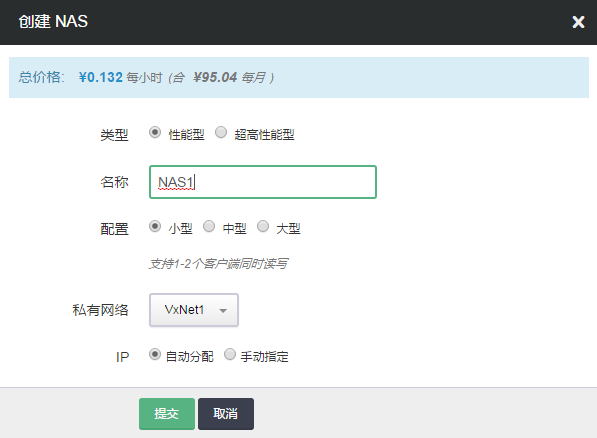 创建 NAS
总价格: ¥0.132 每小时 (合 ¥95.04 每月 )
类型 性能型 超高性能型
名称 NAS1
配置 小型 中型 大型
支持1-2个客户端同时读写
私有网络 VxNet1
IP 自动分配 手动指定
提交 取消